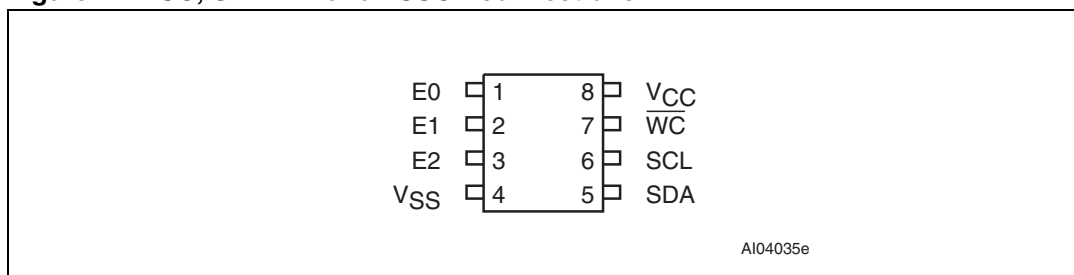 E0 1 8 VCC
E1 2 7 WC
E2 3 6 SCL
VSS 4 5 SDA
AI04035e